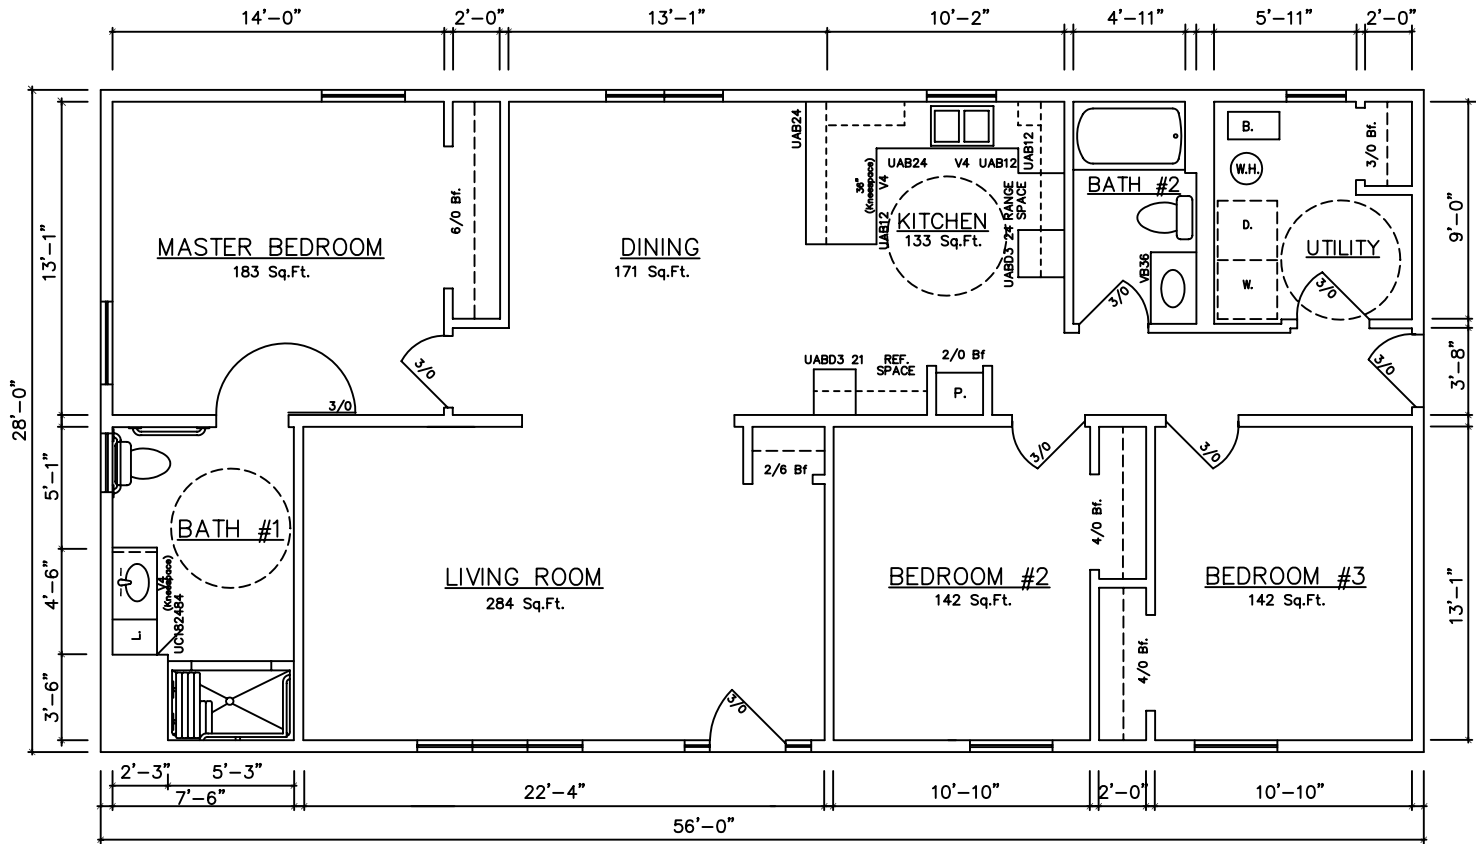 14'-0" 2'-0" 13'-1" 10'-2" 4'-11" 5'-11" 2'-0"
UAB24
UAB24 V4 UAB12
UAB12
36"
(Kneespace)
V4
UAB12
B.
W.H.
3/0 Bf.
BATH #2
RANGE
SPACE
UABD3 24
6/0 Bf.
MASTER BEDROOM
183 Sq.Ft.
DINING
171 Sq.Ft.
KITCHEN
133 Sq.Ft.
D.
W.
UTILITY
VB36
3/0
3/0
13'-1"
9'-0"
28'-0"
3'-8"
3/0
3/0
3/0
UABD3 21
REF.
SPACE
2/0 Bf
P.
2/6 Bf
3/0
3/0
5'-1"
4'-6"
3'-6"
BATH #1
V4
(Kneespace)
UC182484
L.
LIVING ROOM
284 Sq.Ft.
4/0 Bf.
BEDROOM #2
142 Sq.Ft.
BEDROOM #3
142 Sq.Ft.
4/0 Bf.
13'-1"
3/0
2'-3" 5'-3"
7'-6" 22'-4" 10'-10" 2'-0" 10'-10"
56'-0"